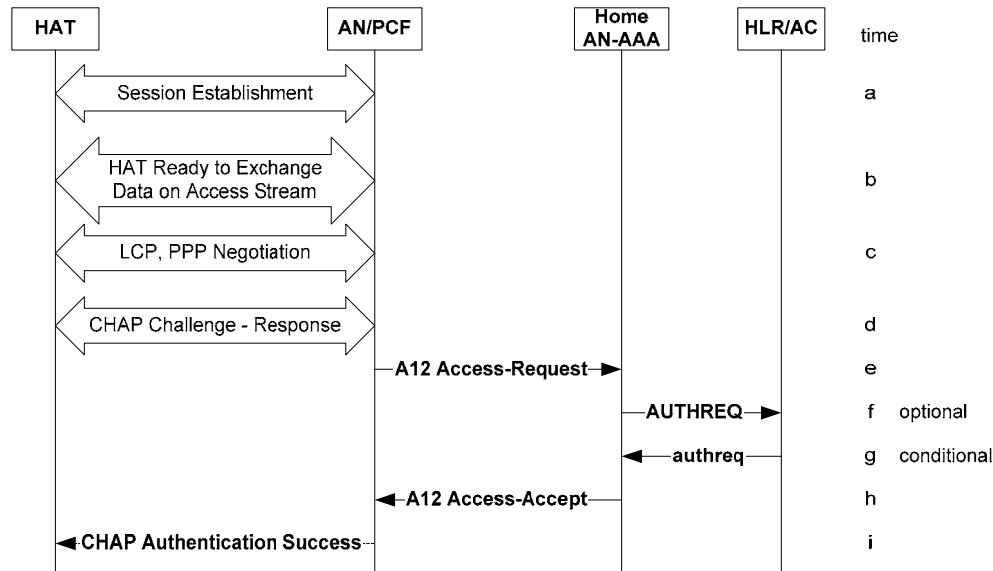 HAT
AN/PCF
Home
AN-AAA
HLR/AC
time
Session Establishment
a
HAT Ready to Exchange
Data on Access Stream
b
LCP, PPP Negotiation
c
CHAP Challenge - Response
d
A12 Access-Request
e
AUTHREQ
f optional
authreq
g conditional
A12 Access-Accept
h
CHAP Authentication Success
i